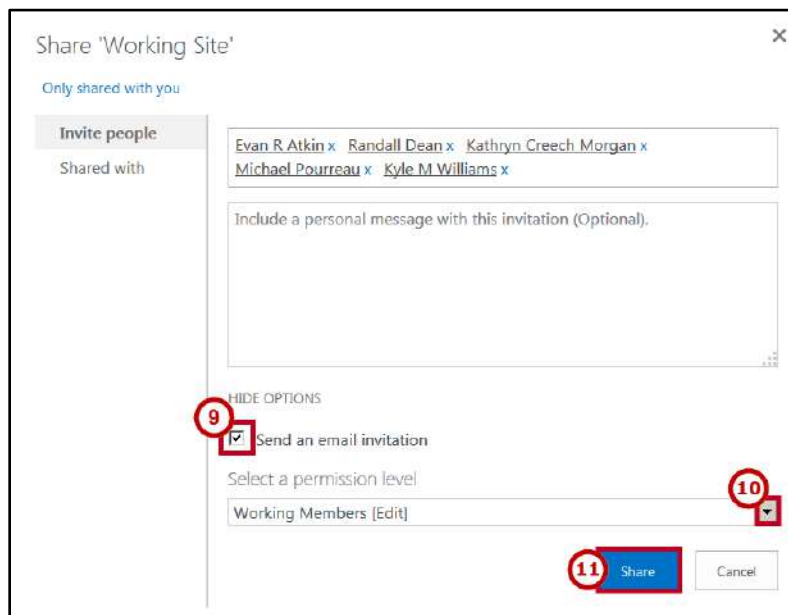 Share 'Working Site'
×
Only shared with you
Invite people
Shared with
Evan R Atkin x Randall Dean x Kathryn Creech Morgan x
Michael Pourreau x Kyle M Williams x
Include a personal message with this invitation (Optional).
HIDE OPTIONS
9
Send an email invitation
Select a permission level
10
Working Members [Edit]
11
Share
Cancel